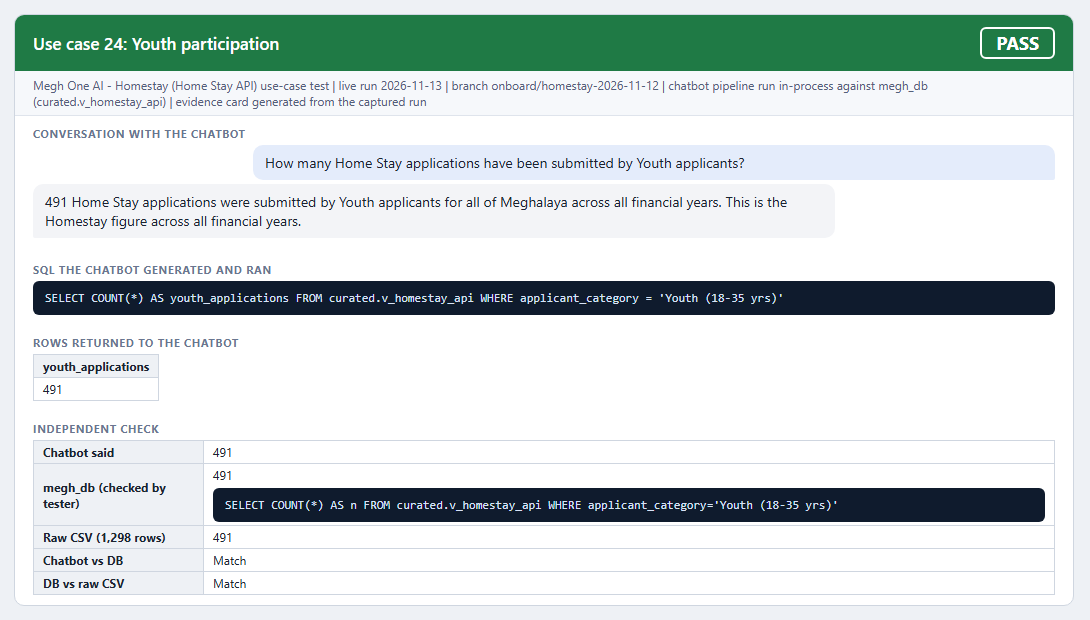 Use case 24: Youth participation
PASS
Megh One AI - Homestay (Home Stay API) use-case test | live run 2026-11-13 | branch onboard/homestay-2026-11-12 | chatbot pipeline run in-process against megh_db
(curated.v_homestay_api) | evidence card generated from the captured run
CONVERSATION WITH THE CHATBOT
How many Home Stay applications have been submitted by Youth applicants?
491 Home Stay applications were submitted by Youth applicants for all of Meghalaya across all financial years. This is the
Homestay figure across all financial years.
SQL THE CHATBOT GENERATED AND RAN
SELECT COUNT(*) AS youth_applications FROM curated.v_homestay_api WHERE applicant_category = 'Youth (18-35 yrs)'
ROWS RETURNED TO THE CHATBOT
youth_applications
491
INDEPENDENT CHECK
Chatbot said 491
megh_db (checked by
tester)
491
SELECT COUNT(*) AS n FROM curated.v_homestay_api WHERE applicant_category='Youth (18-35 yrs)'
Raw CSV (1,298 rows) 491
Chatbot vs DB Match
DB vs raw CSV Match